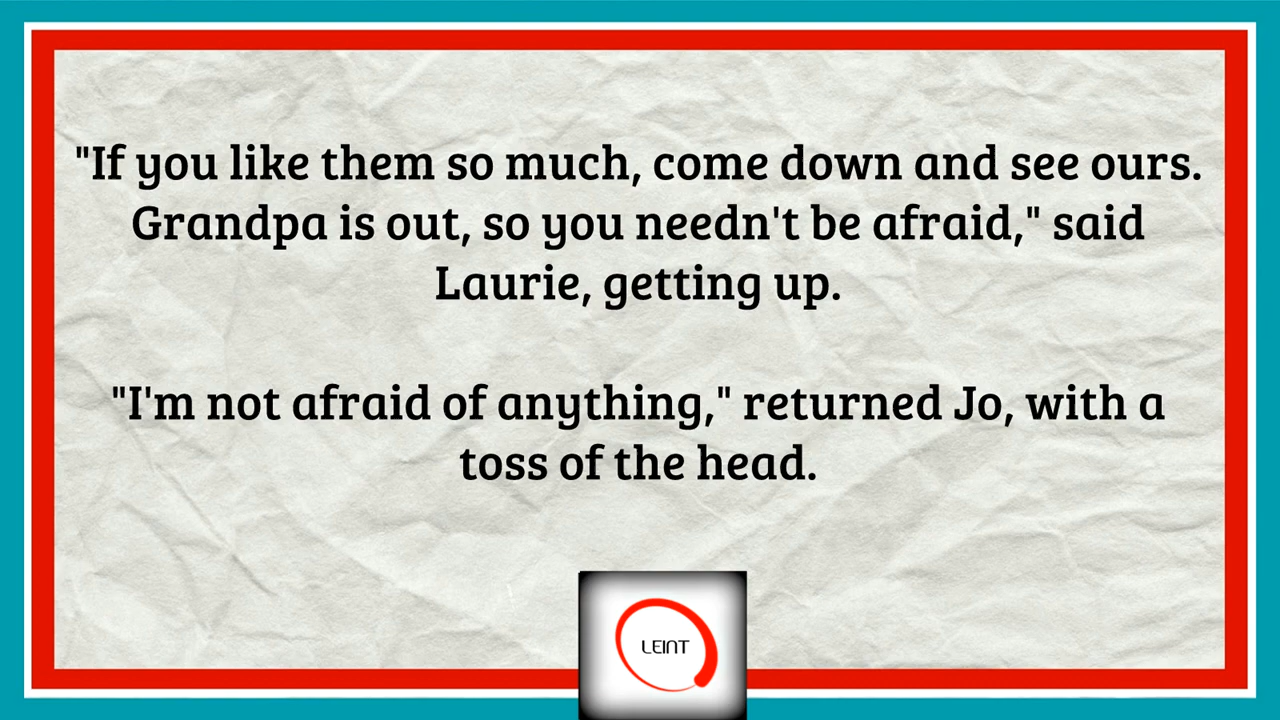 "If you like them so much, come down and see ours.
Grandpa is out, so you needn't be afraid," said
Laurie, getting up.
"I'm not afraid of anything," returned Jo, with a
toss of the head.
LEINT